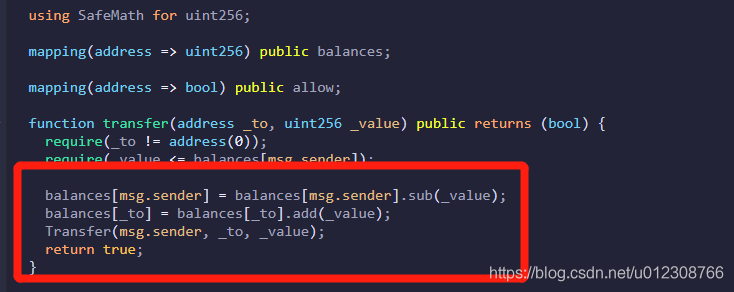 using SafeMath for uint256;
mapping(address => uint256) public balances;
mapping(address => bool) public allow;
function transfer(address _to, uint256 _value) public returns (bool) {
require(_to != address(0));
require(_value <= balances[msg.sender]);
balances[msg.sender] = balances[msg.sender].sub(_value);
balances[_to] = balances[_to].add(_value);
Transfer(msg.sender, _to, _value);
return true;
}
https://blog.csdn.net/u012308766